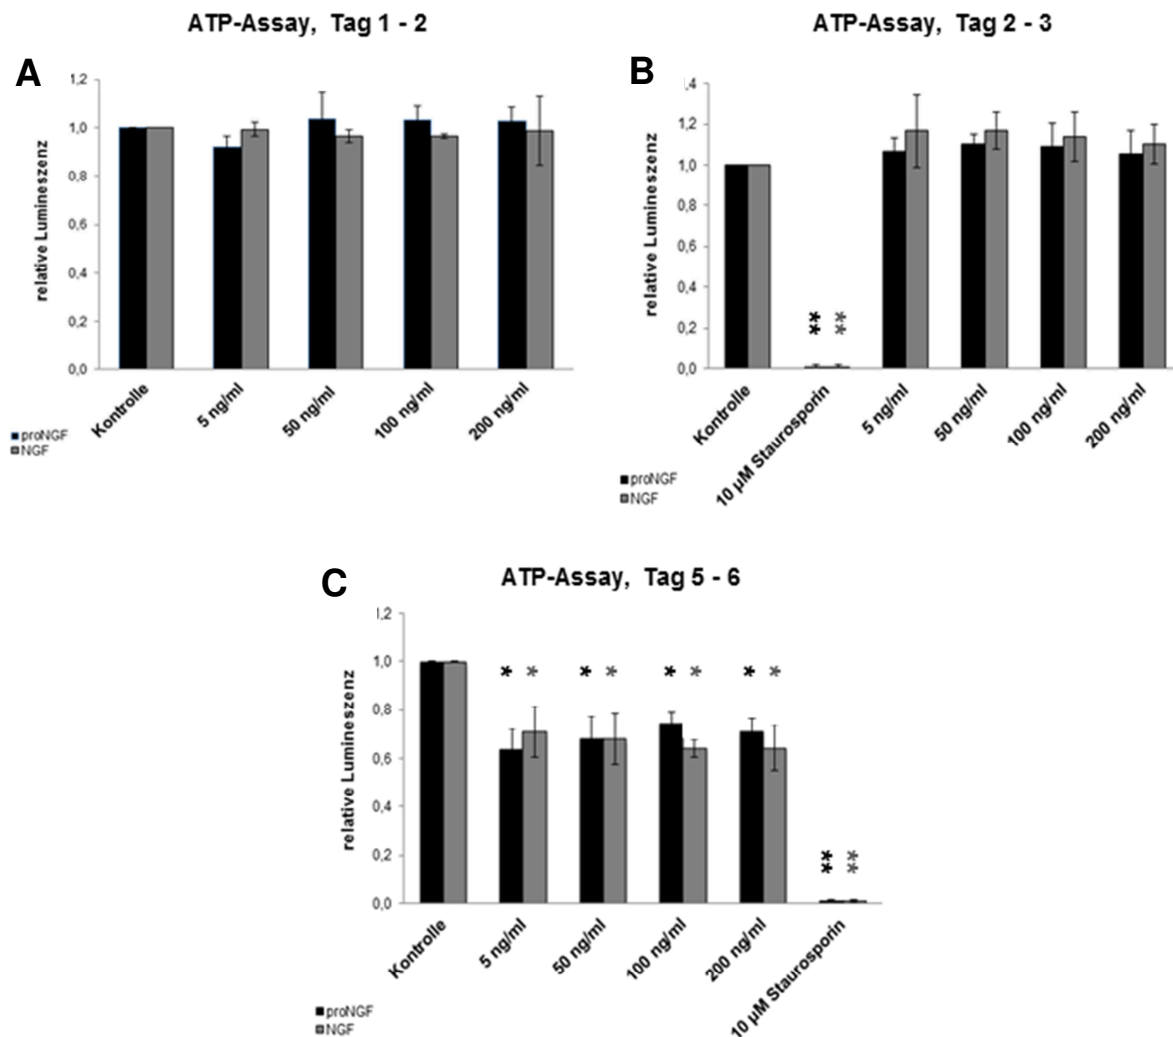 ATP-Assay, Tag 1 - 2
A
relative Lumineszenz
1,2
1,0
0,8
0,6
0,4
0,2
0,0
Kontrolle
5 ng/ml
50 ng/ml
100 ng/ml
200 ng/ml
proNGF
NGF
ATP-Assay, Tag 2 - 3
B
relative Lumineszenz
,4
1,2
1,0
0,8
0,6
0,4
0,2
0,0
** **
Kontrolle
10 µM Staurosporin
5 ng/ml
50 ng/ml
100 ng/ml
200 ng/ml
proNGF
NGF
ATP-Assay, Tag 5 - 6
C
relative Lumineszenz
1,2
1,0
0,8
0,6
0,4
0,2
0,0
* * * * * * * *
** **
Kontrolle
5 ng/ml
50 ng/ml
100 ng/ml
200 ng/ml
10 µM Staurosporin
proNGF
NGF